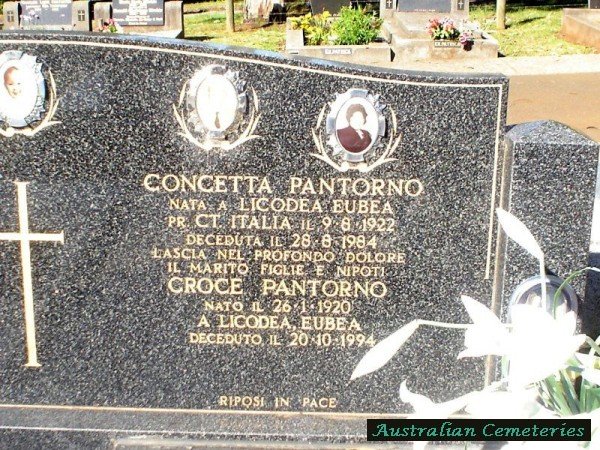 CONCETTA PANTORNO
NATA A LICODEA EUBEA
PR. CT. ITALIA IL 9·8·1922
DECEDUTA IL 28·8·1984
LASCIA NEL PROFONDO DOLORE
IL MARITO FIGLIE E NIPOTI
CROCE PANTORNO
NATO IL 26·1·1920
A LICODEA, EUBEA
DECEDUTO IL 20·10·1994
RIPOSI IN PACE
Australian Cemeteries